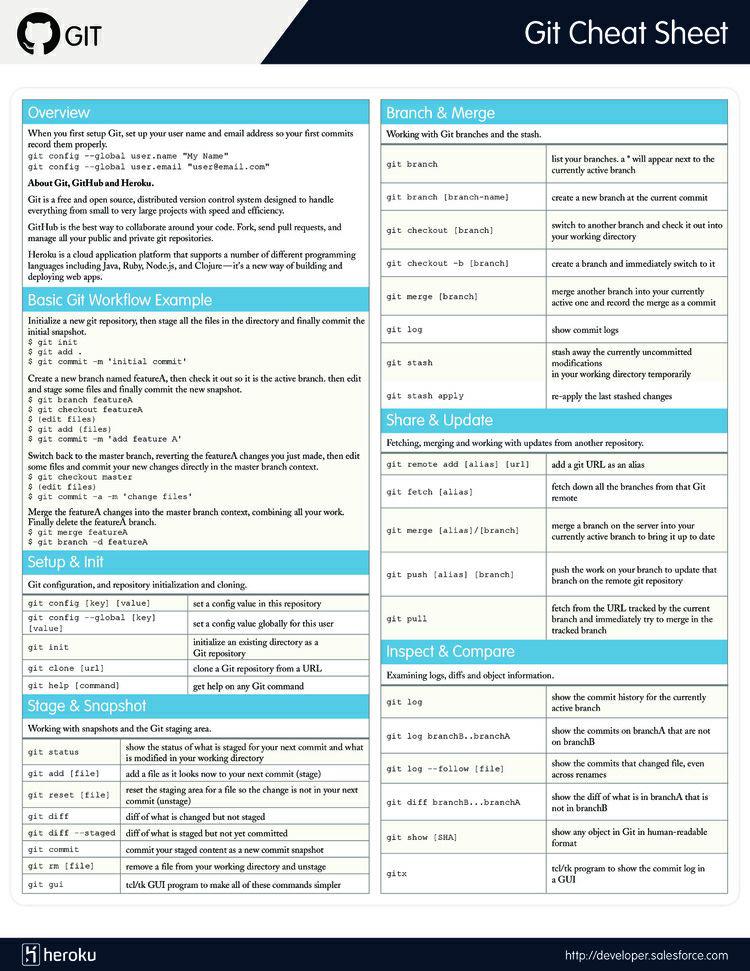 GIT
Git Cheat Sheet
Overview
When you first setup Git, set up your user name and email address so your first commits
record them properly.
git config --global user.name "My Name"
git config --global user.email "user@email.com"
About Git, GitHub and Heroku.
Git is a free and open source, distributed version control system designed to handle
everything from small to very large projects with speed and efficiency.
GitHub is the best way to collaborate around your code. Fork, send pull requests, and
manage all your public and private git repositories.
Heroku is a cloud application platform that supports a number of different programming
languages including Java, Ruby, Node.js, and Clojure—it's a new way of building and
deploying web apps.
Basic Git Workflow Example
Initialize a new git repository, then stage all the files in the directory and finally commit the
initial snapshot.
$ git init
$ git add .
$ git commit -m 'initial commit'
Create a new branch named featureA, then check it out so it is the active branch. then edit
and stage some files and finally commit the new snapshot.
$ git branch featureA
$ git checkout featureA
$ (edit files)
$ git add (files)
$ git commit -m 'add feature A'
Switch back to the master branch, reverting the featureA changes you just made, then edit
some files and commit your new changes directly in the master branch context.
$ git checkout master
$ (edit files)
$ git commit -a -m 'change files'
Merge the featureA changes into the master branch context, combining all your work.
Finally delete the featureA branch.
$ git merge featureA
$ git branch -d featureA
Setup & Init
Git configuration, and repository initialization and cloning.
git config [key] [value] set a config value in this repository
git config --global [key]
[value] set a config value globally for this user
git init initialize an existing directory as a
Git repository
git clone [url] clone a Git repository from a URL
git help [command] get help on any Git command
Stage & Snapshot
Working with snapshots and the Git staging area.
git status show the status of what is staged for your next commit and what
is modified in your working directory
git add [file] add a file as it looks now to your next commit (stage)
git reset [file] reset the staging area for a file so the change is not in your next
commit (unstage)
git diff diff of what is changed but not staged
git diff --staged diff of what is staged but not yet committed
git commit commit your staged content as a new commit snapshot
git rm [file] remove a file from your working directory and unstage
git gui tcl/tk GUI program to make all of these commands simpler
Branch & Merge
Working with Git branches and the stash.
git branch list your branches. a * will appear next to the
currently active branch
git branch [branch-name] create a new branch at the current commit
git checkout [branch] switch to another branch and check it out into
your working directory
git checkout -b [branch] create a branch and immediately switch to it
git merge [branch] merge another branch into your currently
active one and record the merge as a commit
git log show commit logs
git stash stash away the currently uncommitted
modifications
in your working directory temporarily
git stash apply re-apply the last stashed changes
Share & Update
Fetching, merging and working with updates from another repository.
git remote add [alias] [url] add a git URL as an alias
git fetch [alias] fetch down all the branches from that Git
remote
git merge [alias]/[branch] merge a branch on the server into your
currently active branch to bring it up to date
git push [alias] [branch] push the work on your branch to update that
branch on the remote git repository
git pull fetch from the URL tracked by the current
branch and immediately try to merge in the
tracked branch
Inspect & Compare
Examining logs, diffs and object information.
git log show the commit history for the currently
active branch
git log branchB..branchA show the commits on branchA that are not
on branchB
git log --follow [file] show the commits that changed file, even
across renames
git diff branchB...branchA show the diff of what is in branchA that is
not in branchB
git show [SHA] show any object in Git in human-readable
format
gitx tcl/tk program to show the commit log in
a GUI
heroku
http://developer.salesforce.com